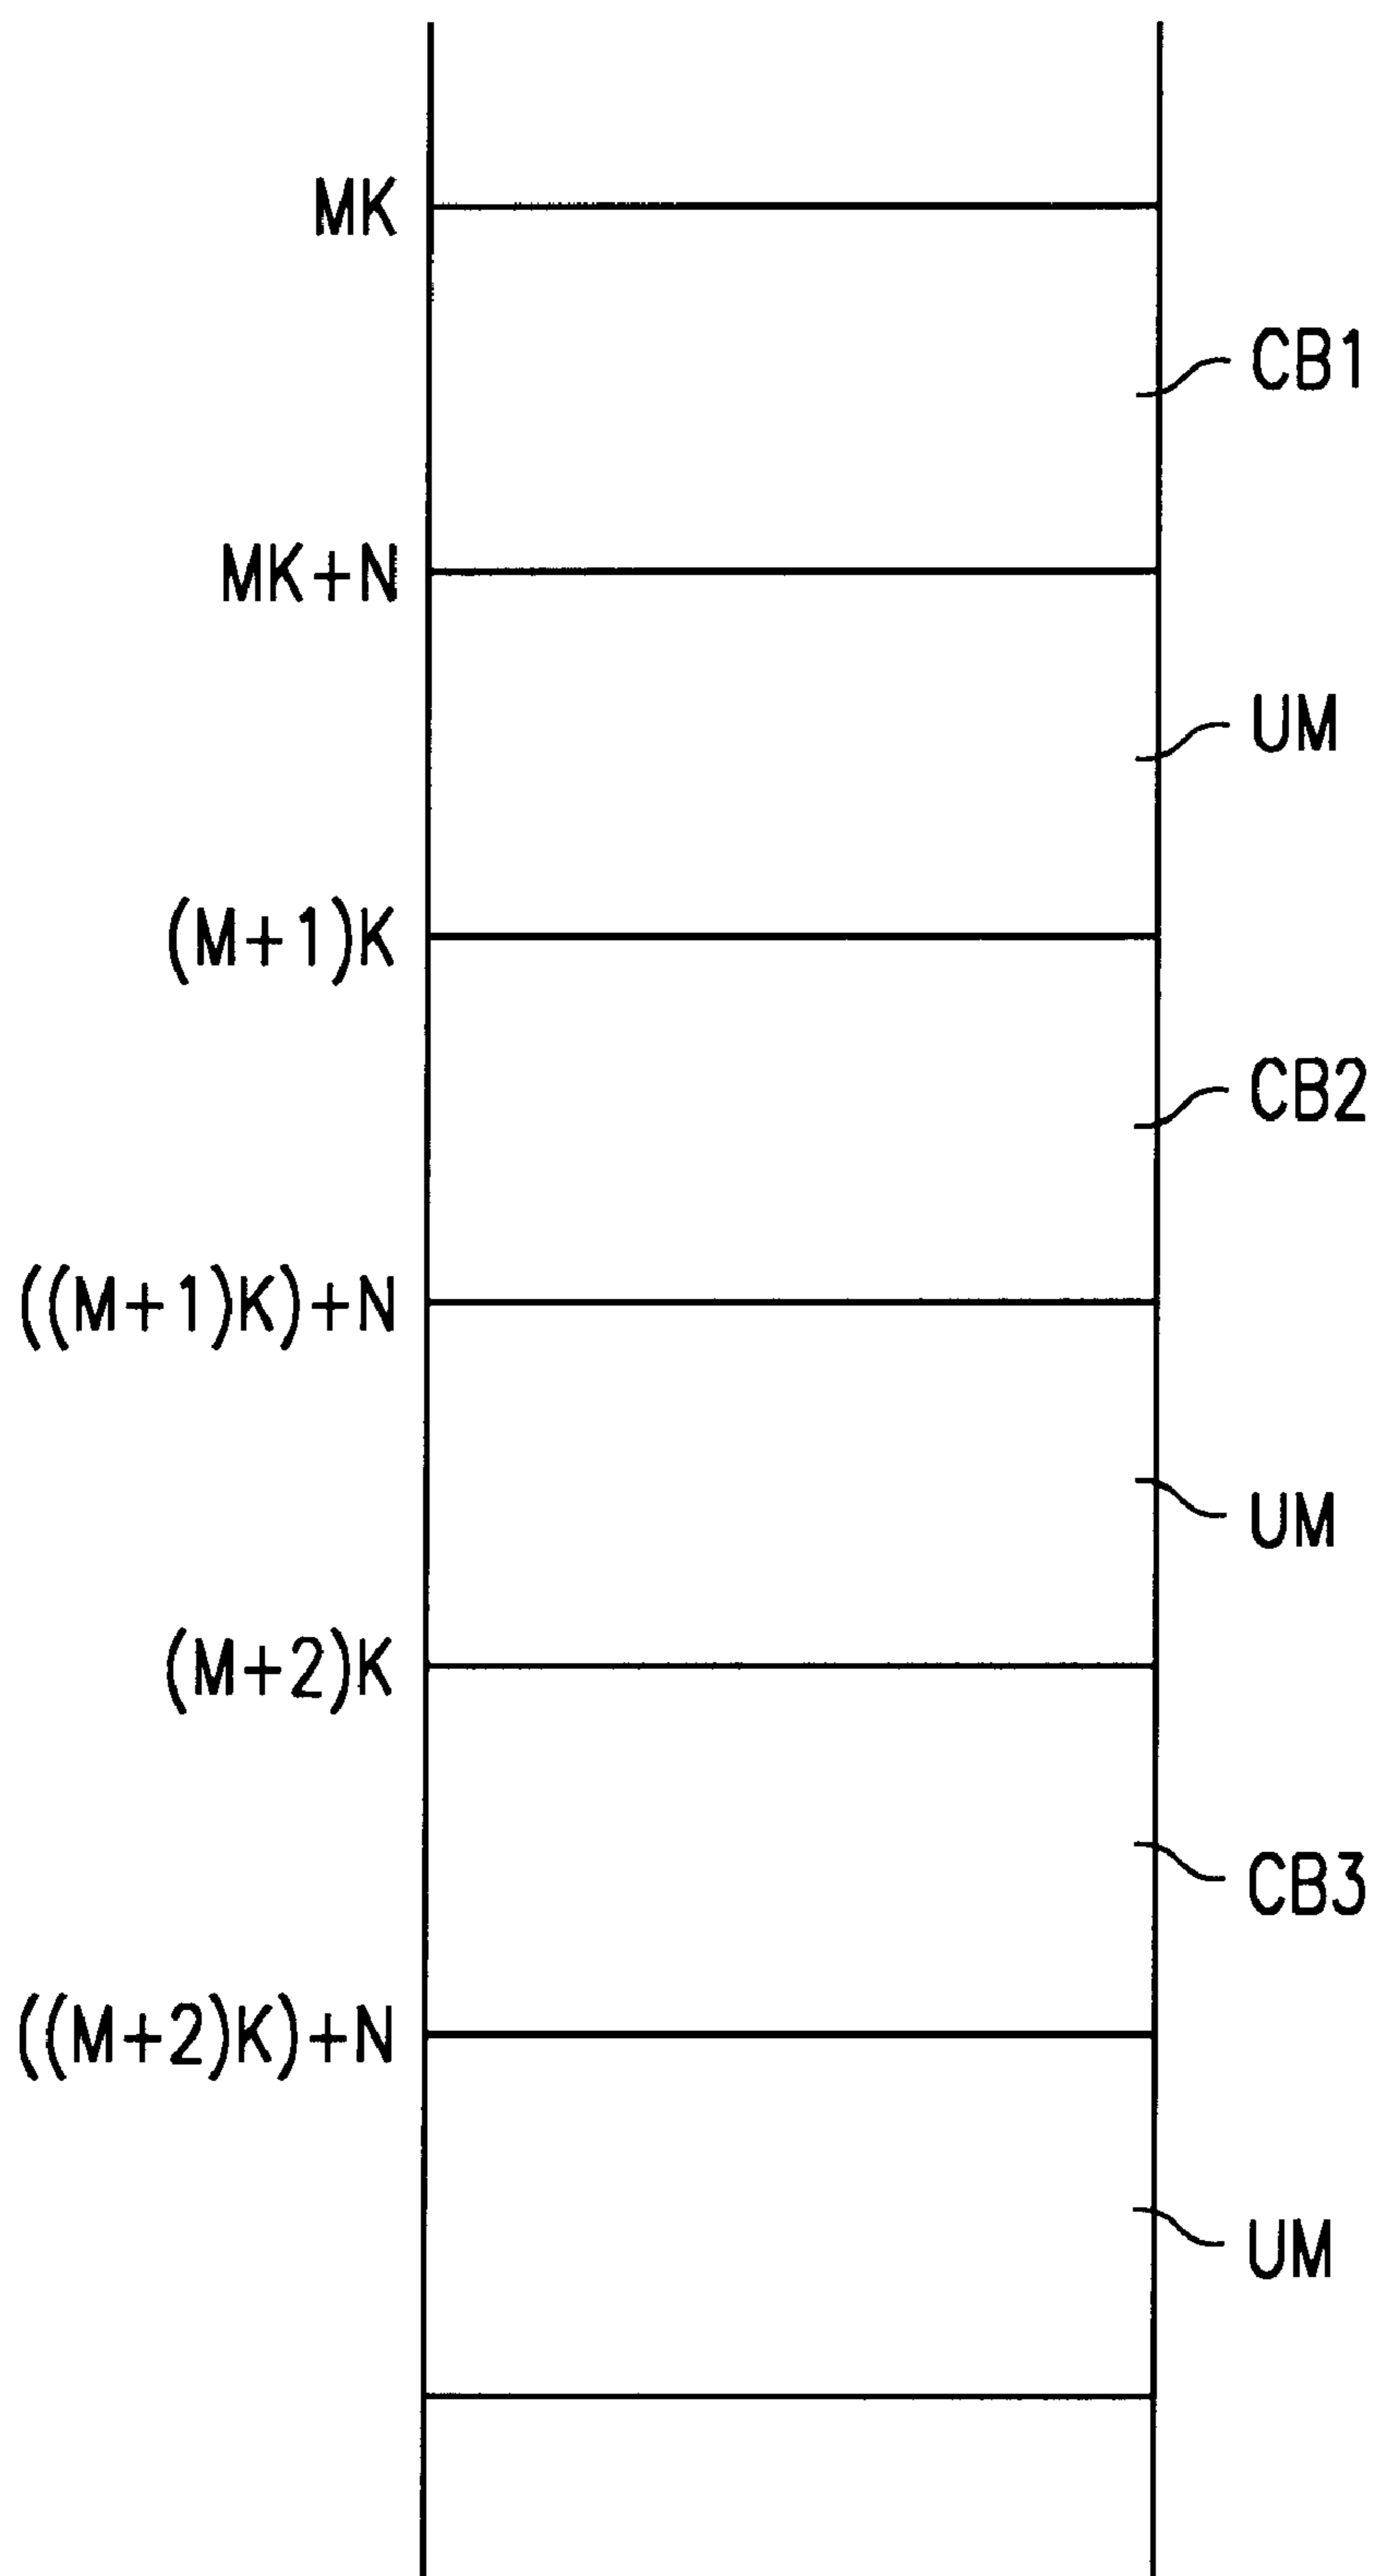 MK
CB1
MK+N
UM
(M+1)K
CB2
((M+1)K)+N
UM
(M+2)K
CB3
((M+2)K)+N
UM